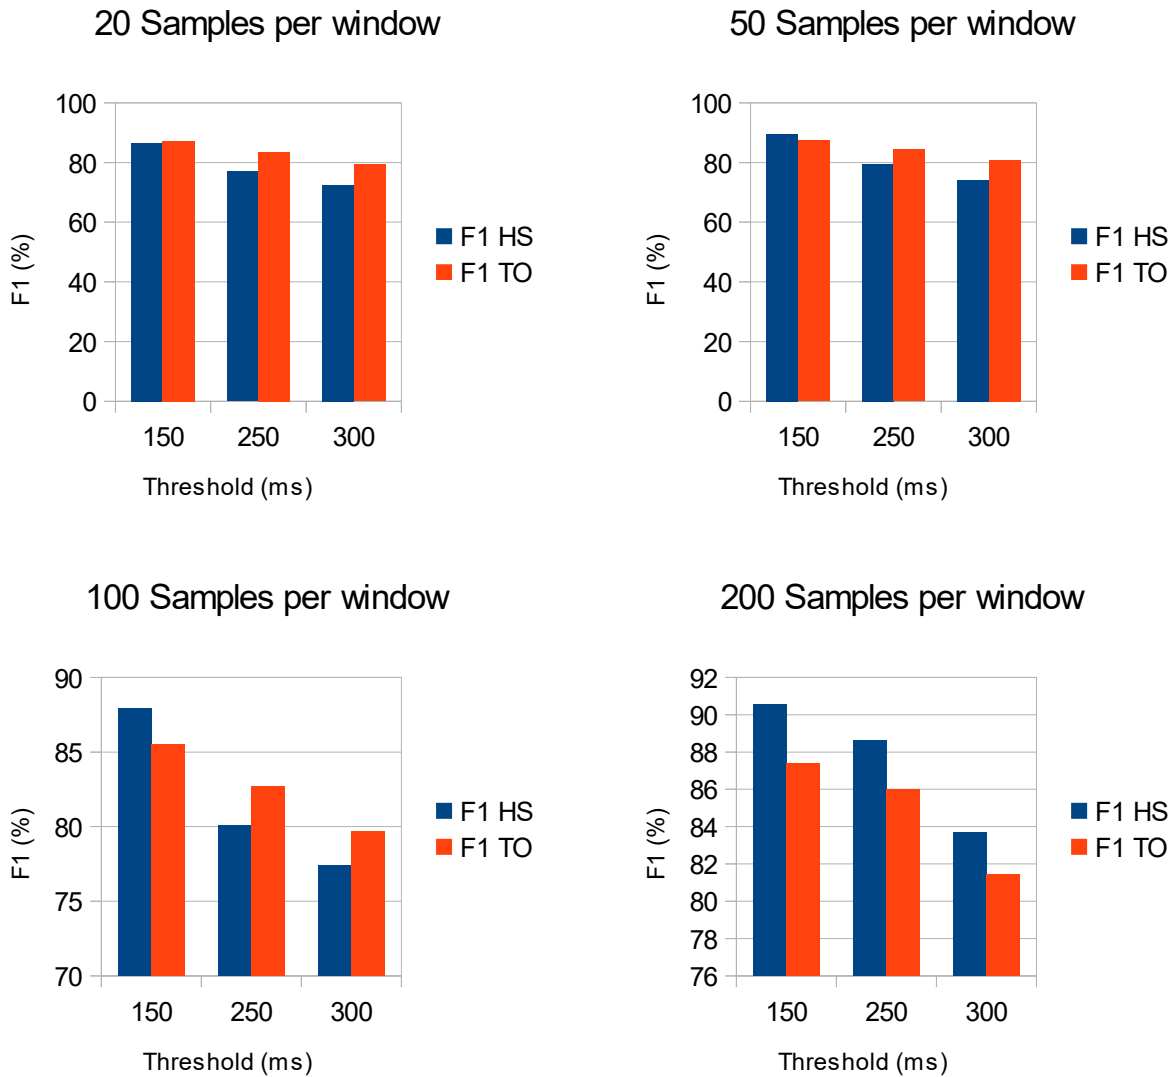 20 Samples per window
100
80
60
40
20
0
F1 (%)
150 250 300
Threshold (ms)
F1 HS
F1 TO
50 Samples per window
100
80
60
40
20
0
F1 (%)
150 250 300
Threshold (ms)
F1 HS
F1 TO
100 Samples per window
90
85
80
75
70
F1 (%)
150 250 300
Threshold (ms)
F1 HS
F1 TO
200 Samples per window
92
90
88
86
84
82
80
78
76
F1 (%)
150 250 300
Threshold (ms)
F1 HS
F1 TO